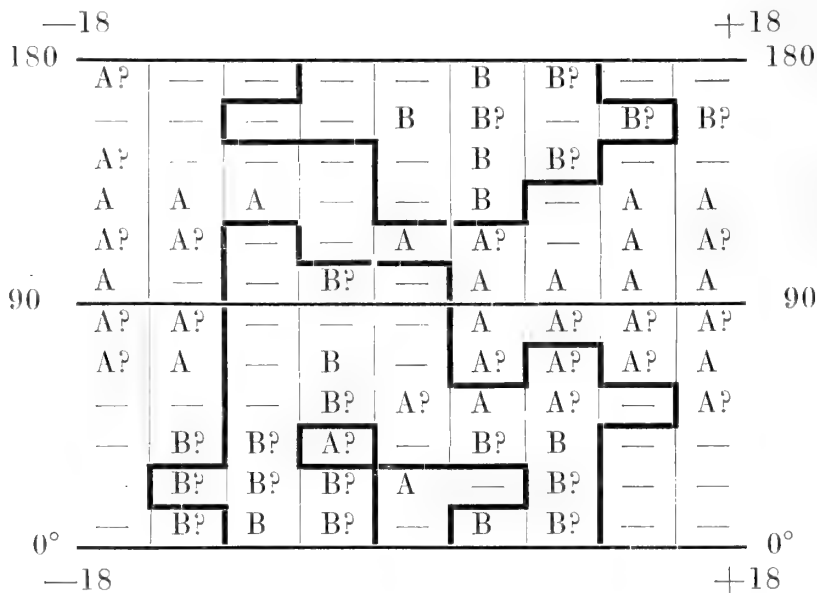 —18 +18
180 A? — — — — B B? — — 180
— — — — B B? — B? B?
A? — — — — B B? — —
A A A — — B — A A
A? A? — — A A? — A A?
A — — B? — A A A A
90 90
A? A? — — — A A? A? A?
A? A — B — A? A? A? A
— — — B? A? A A? — A?
— B? B? A? — B? B — —
B? B? B? A — B? — —
— B? B B? — B B? — —
0° 0°
—18 +18